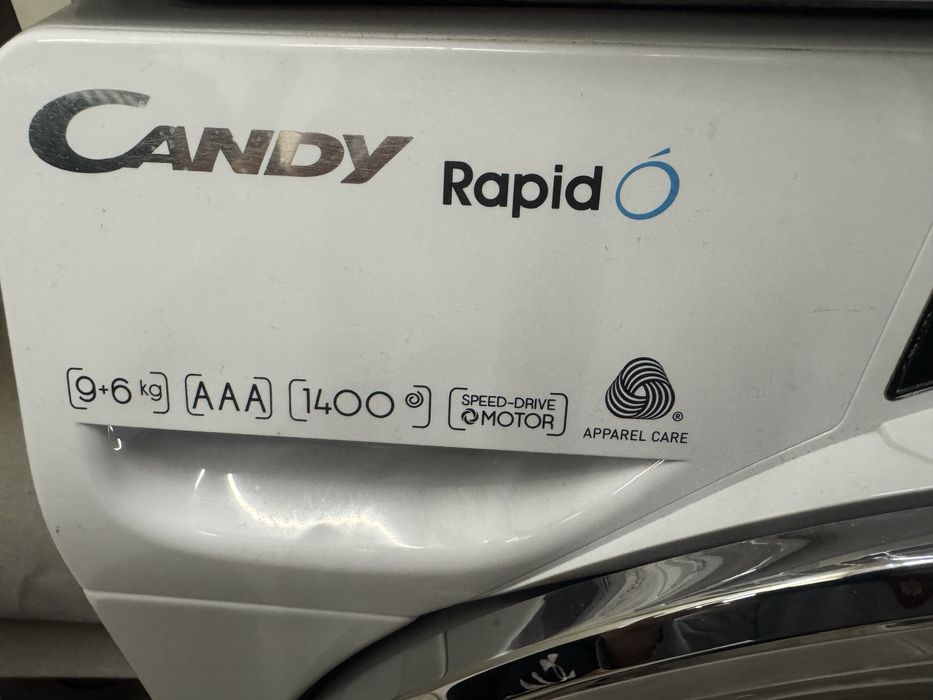 CANDY
Rapid Ó
9+6 kg
AAA
1400
SPEED-DRIVE
MOTOR
®
APPAREL CARE